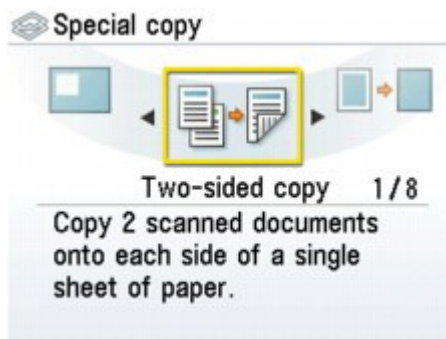 Special copy
Two-sided copy 1/8
Copy 2 scanned documents
onto each side of a single
sheet of paper.